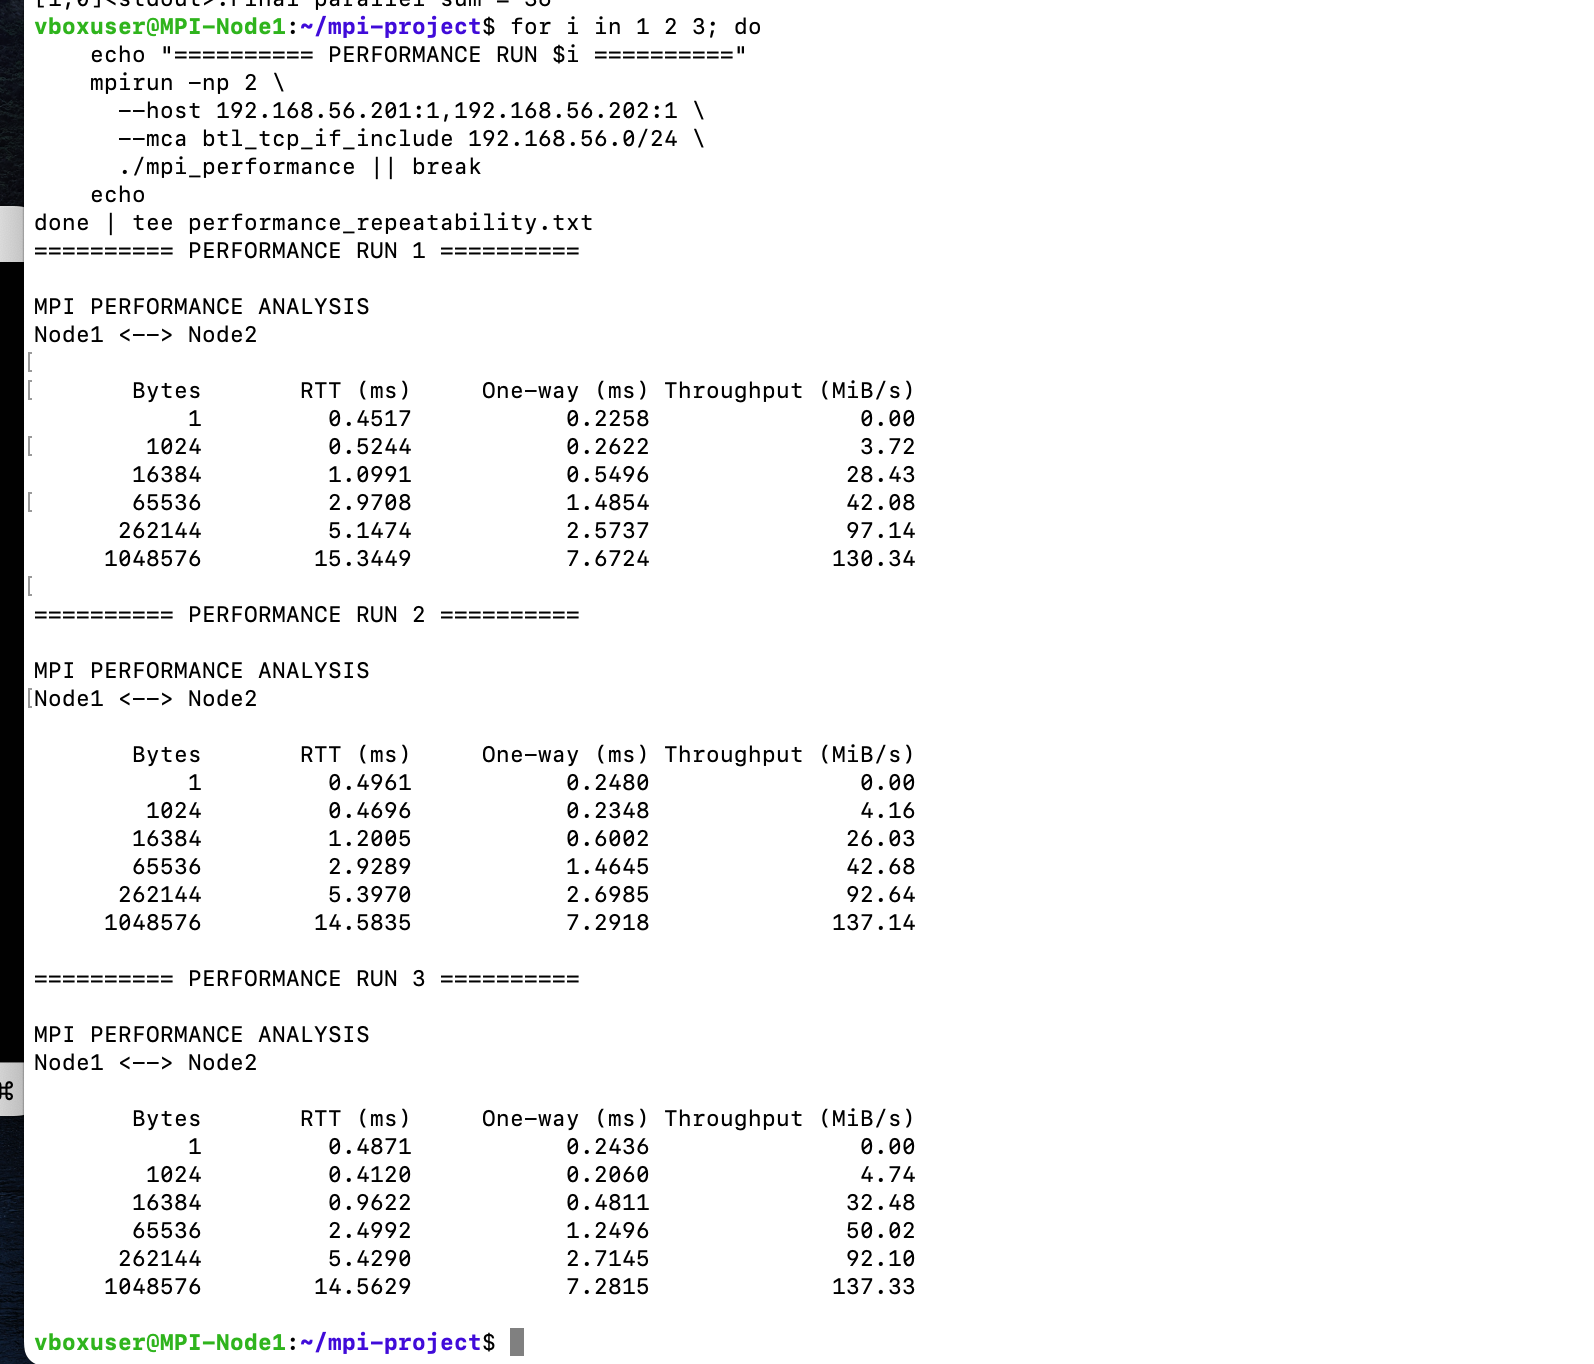 [1,0]<stdout>:Final parallel sum = 36
vboxuser@MPI-Node1:~/mpi-project$ for i in 1 2 3; do
    echo "========== PERFORMANCE RUN $i =========="
    mpirun -np 2 \
      --host 192.168.56.201:1,192.168.56.202:1 \
      --mca btl_tcp_if_include 192.168.56.0/24 \
      ./mpi_performance || break
    echo
done | tee performance_repeatability.txt
========== PERFORMANCE RUN 1 ==========
MPI PERFORMANCE ANALYSIS
Node1 <--> Node2
[
[       Bytes       RTT (ms)     One-way (ms) Throughput (MiB/s)
           1         0.4517           0.2258               0.00
[       1024         0.5244           0.2622               3.72
       16384         1.0991           0.5496              28.43
[      65536         2.9708           1.4854              42.08
      262144         5.1474           2.5737              97.14
     1048576        15.3449           7.6724             130.34
[
========== PERFORMANCE RUN 2 ==========
MPI PERFORMANCE ANALYSIS
[Node1 <--> Node2
       Bytes       RTT (ms)     One-way (ms) Throughput (MiB/s)
           1         0.4961           0.2480               0.00
        1024         0.4696           0.2348               4.16
       16384         1.2005           0.6002              26.03
       65536         2.9289           1.4645              42.68
      262144         5.3970           2.6985              92.64
     1048576        14.5835           7.2918             137.14
========== PERFORMANCE RUN 3 ==========
MPI PERFORMANCE ANALYSIS
Node1 <--> Node2
⌘
       Bytes       RTT (ms)     One-way (ms) Throughput (MiB/s)
           1         0.4871           0.2436               0.00
        1024         0.4120           0.2060               4.74
       16384         0.9622           0.4811              32.48
       65536         2.4992           1.2496              50.02
      262144         5.4290           2.7145              92.10
     1048576        14.5629           7.2815             137.33
vboxuser@MPI-Node1:~/mpi-project$